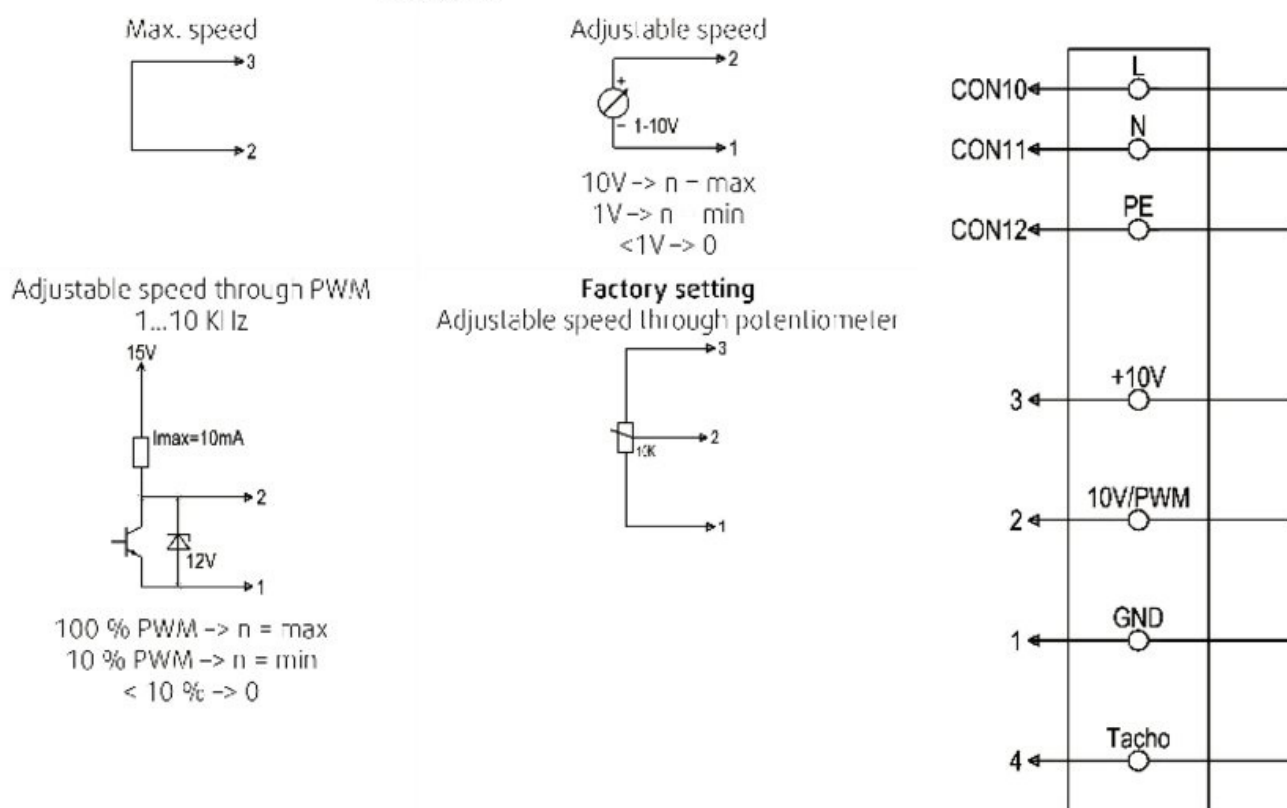 Max. speed
3
2
Adjustable speed
2
+
- 1-10V
1
10V -> n = max
1V -> n = min
<1V -> 0
Adjustable speed through PWM
1...10 KHz
15V
Imax=10mA
2
12V
1
100 % PWM -> n = max
10 % PWM -> n = min
< 10 % -> 0
Factory setting
Adjustable speed through potentiometer
3
2
10K
1
L
CON10
N
CON11
PE
CON12
+10V
3
10V/PWM
2
GND
1
Tacho
4